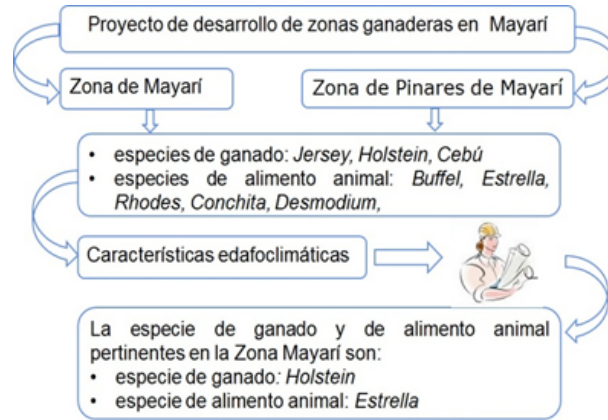 Proyecto de desarrollo de zonas ganaderas en Mayarí
Zona de Mayarí
Zona de Pinares de Mayarí
• especies de ganado: Jersey, Holstein, Cebú
• especies de alimento animal: Buffel, Estrella,
Rhodes, Conchita, Desmodium,
Características edafoclimáticas
La especie de ganado y de alimento animal
pertinentes en la Zona Mayarí son:
• especie de ganado: Holstein
• especie de alimento animal: Estrella